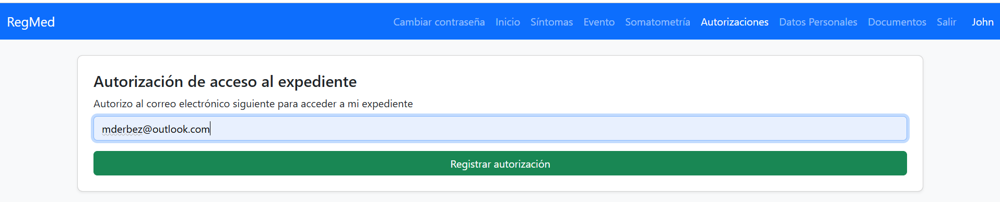 RegMed Cambiar contraseña Inicio Síntomas Evento Somatometría Autorizaciones Datos Personales Documentos Salir John
Autorización de acceso al expediente
Autorizo al correo electrónico siguiente para acceder a mi expediente
mderbez@outlook.com
Registrar autorización